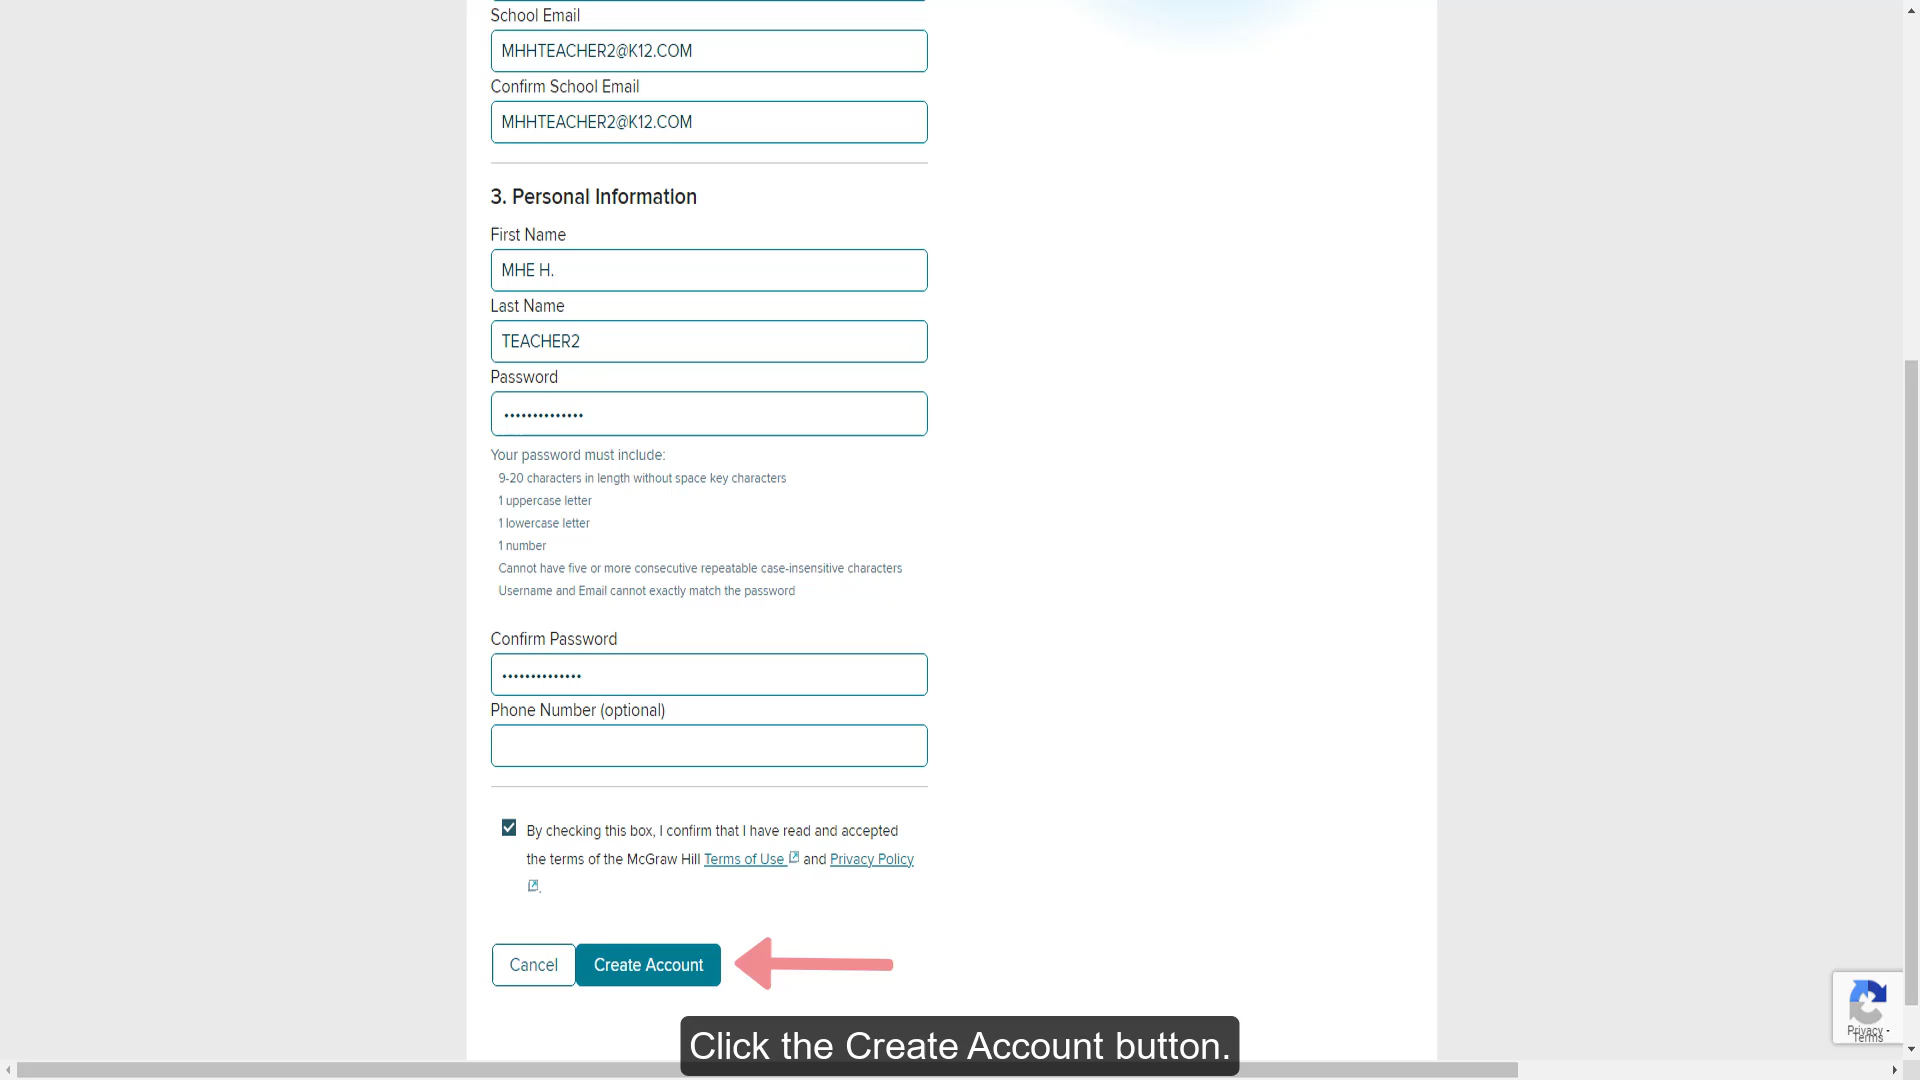 School Email
MHHTEACHER2@K12.COM
Confirm School Email
MHHTEACHER2@K12.COM
3. Personal Information
First Name
MHE H.
Last Name
TEACHER2
Password
••••••••••••••
Your password must include:
9-20 characters in length without space key characters
1 uppercase letter
1 lowercase letter
1 number
Cannot have five or more consecutive repeatable case-insensitive characters
Username and Email cannot exactly match the password
Confirm Password
••••••••••••••
Phone Number (optional)
By checking this box, I confirm that I have read and accepted
the terms of the McGraw Hill Terms of Use and Privacy Policy
.
Cancel
Create Account
Privacy -
Terms
Click the Create Account button.